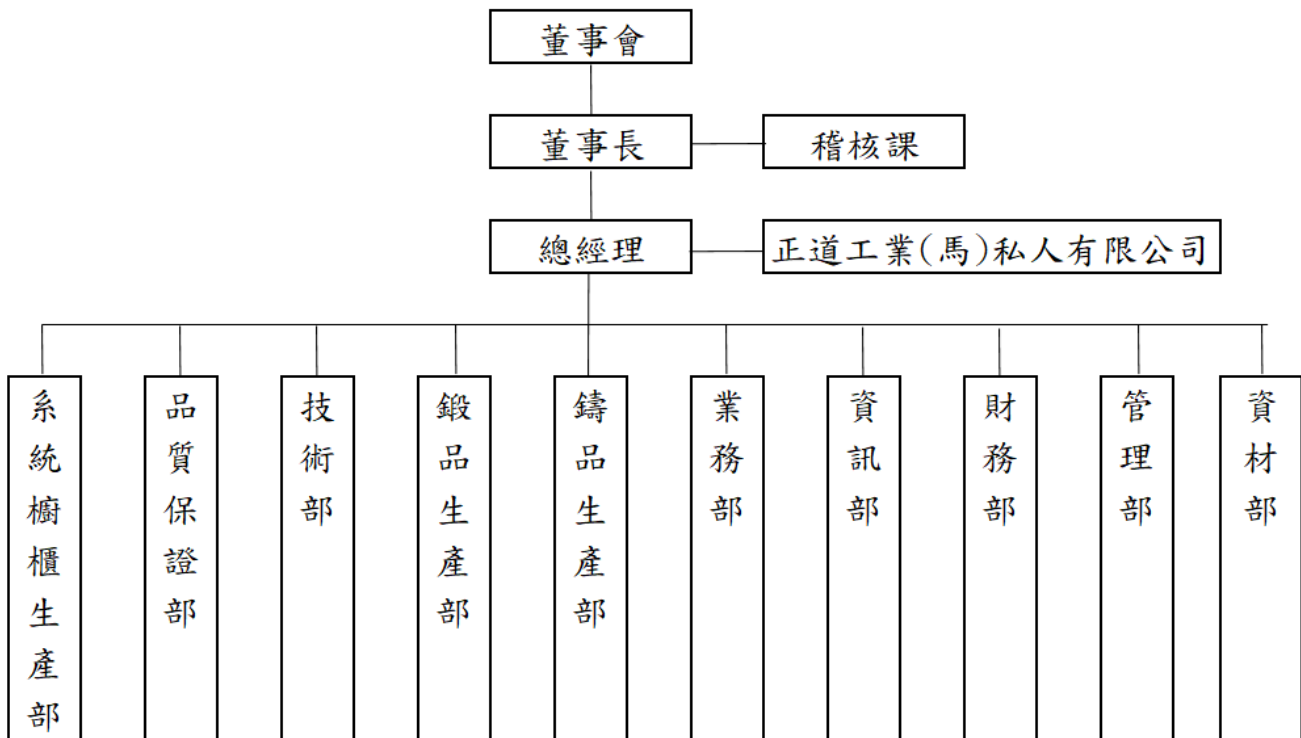 董事會
董事長
稽核課
總經理
正道工業(馬)私人有限公司
系統櫥櫃生產部
品質保證部
技術部
鍛品生產部
鑄品生產部
業務部
資訊部
財務部
管理部
資材部